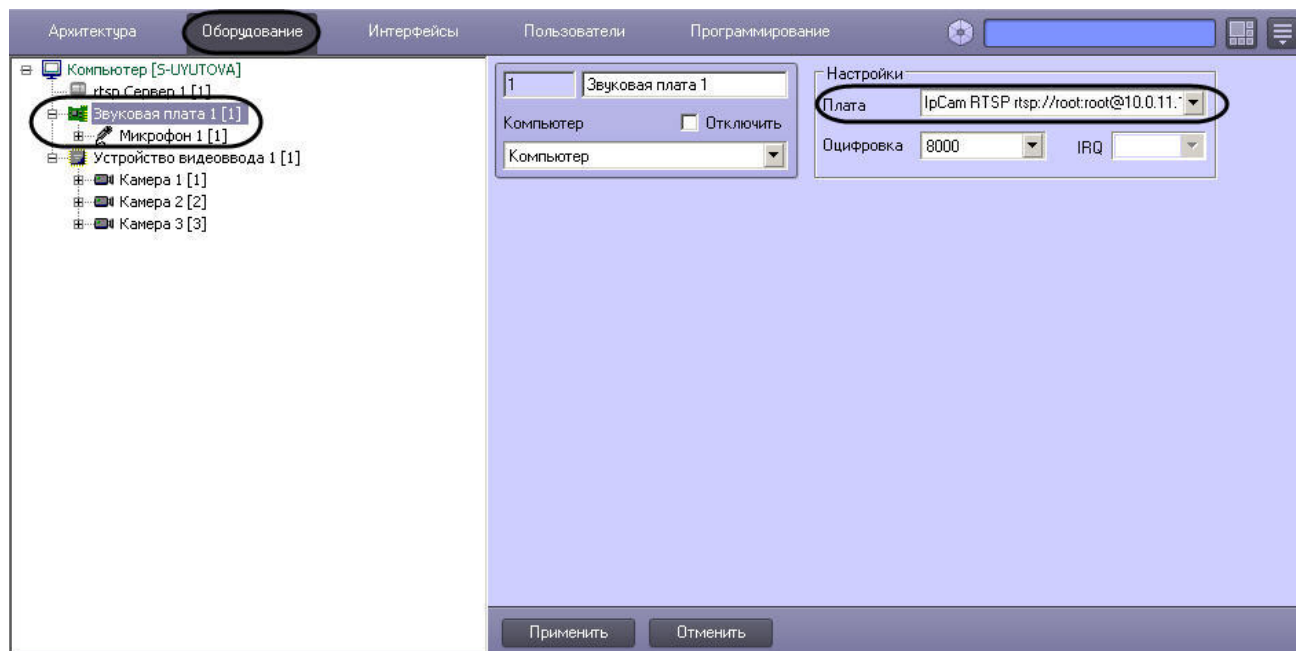 Архитектура Оборудование Интерфейсы Пользователи Программирование
Компьютер [S-UYUTOVA]
rtsp Сервер 1 [1]
Звуковая плата 1 [1]
Микрофон 1 [1]
Устройство видеоввода 1 [1]
Камера 1 [1]
Камера 2 [2]
Камера 3 [3]
1 Звуковая плата 1
Компьютер Отключить
Компьютер
Настройки
Плата IpCam RTSP rtsp://root:root@10.0.11.
Оцифровка 8000 IRQ
Применить Отменить